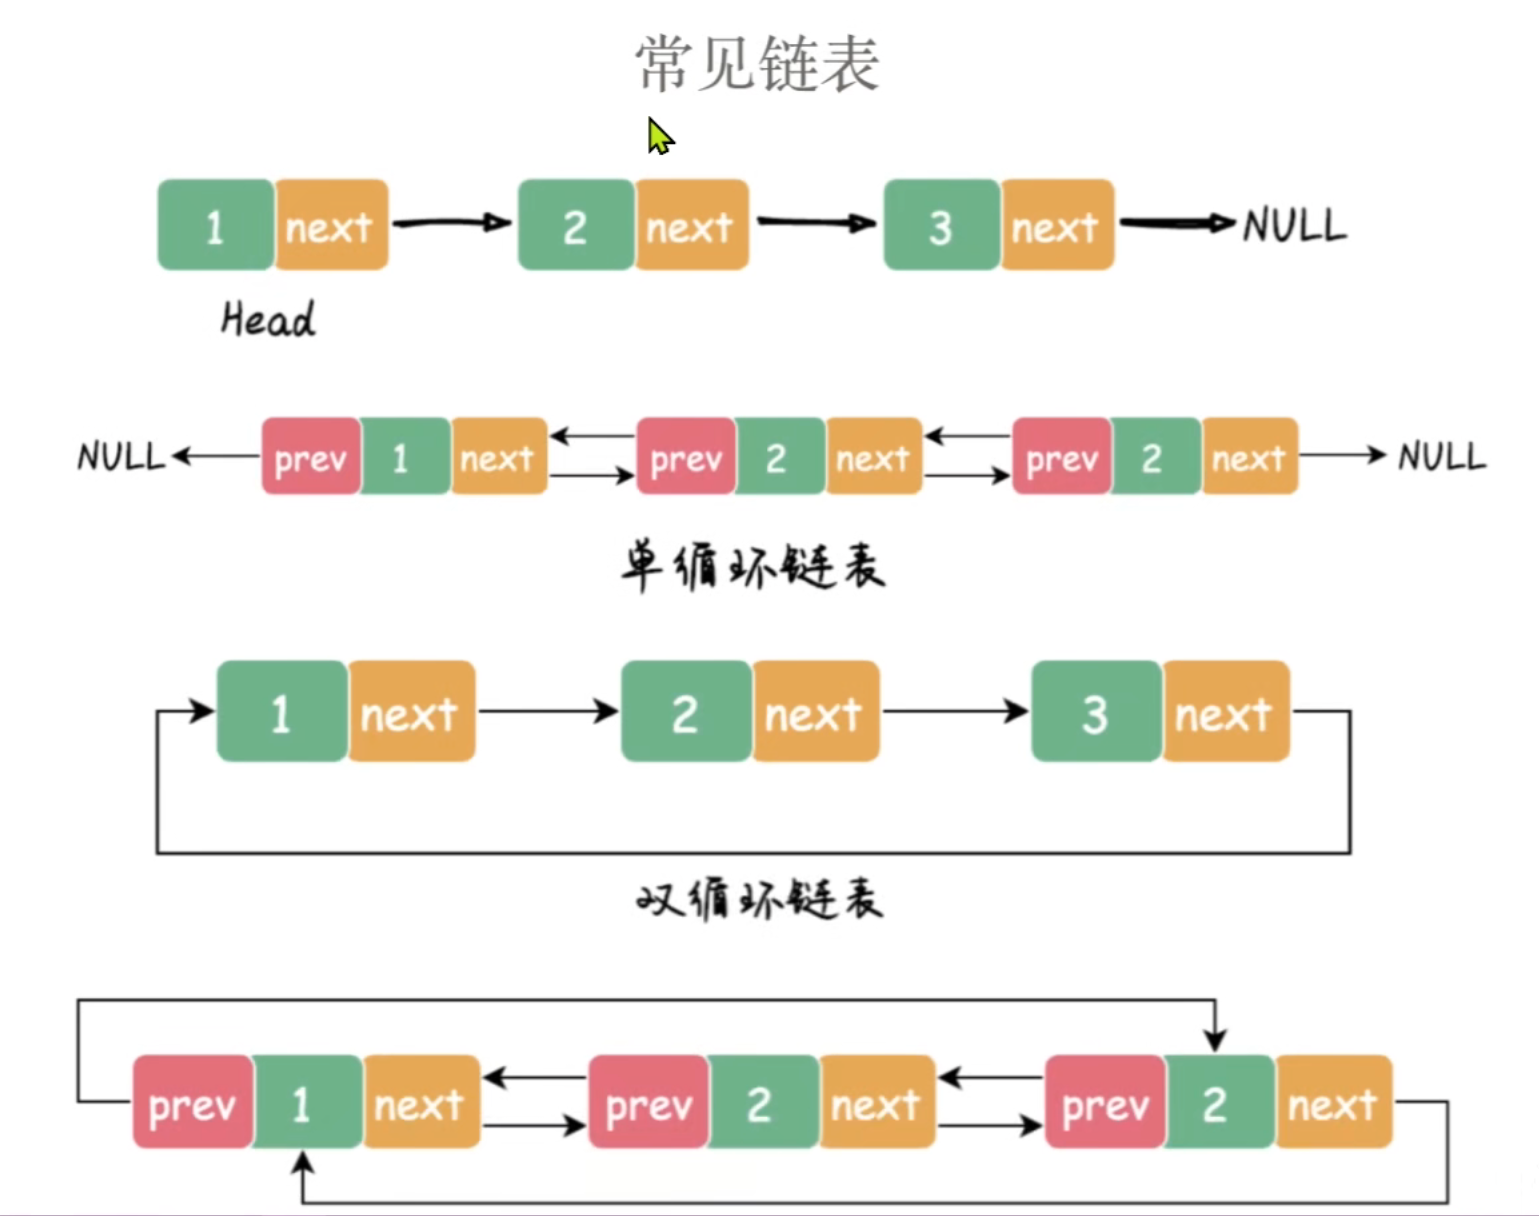 常见链表
1 next 2 next 3 next NULL
Head
NULL prev 1 next prev 2 next prev 2 next NULL
单循环链表
1 next 2 next 3 next
双循环链表
prev 1 next prev 2 next prev 2 next